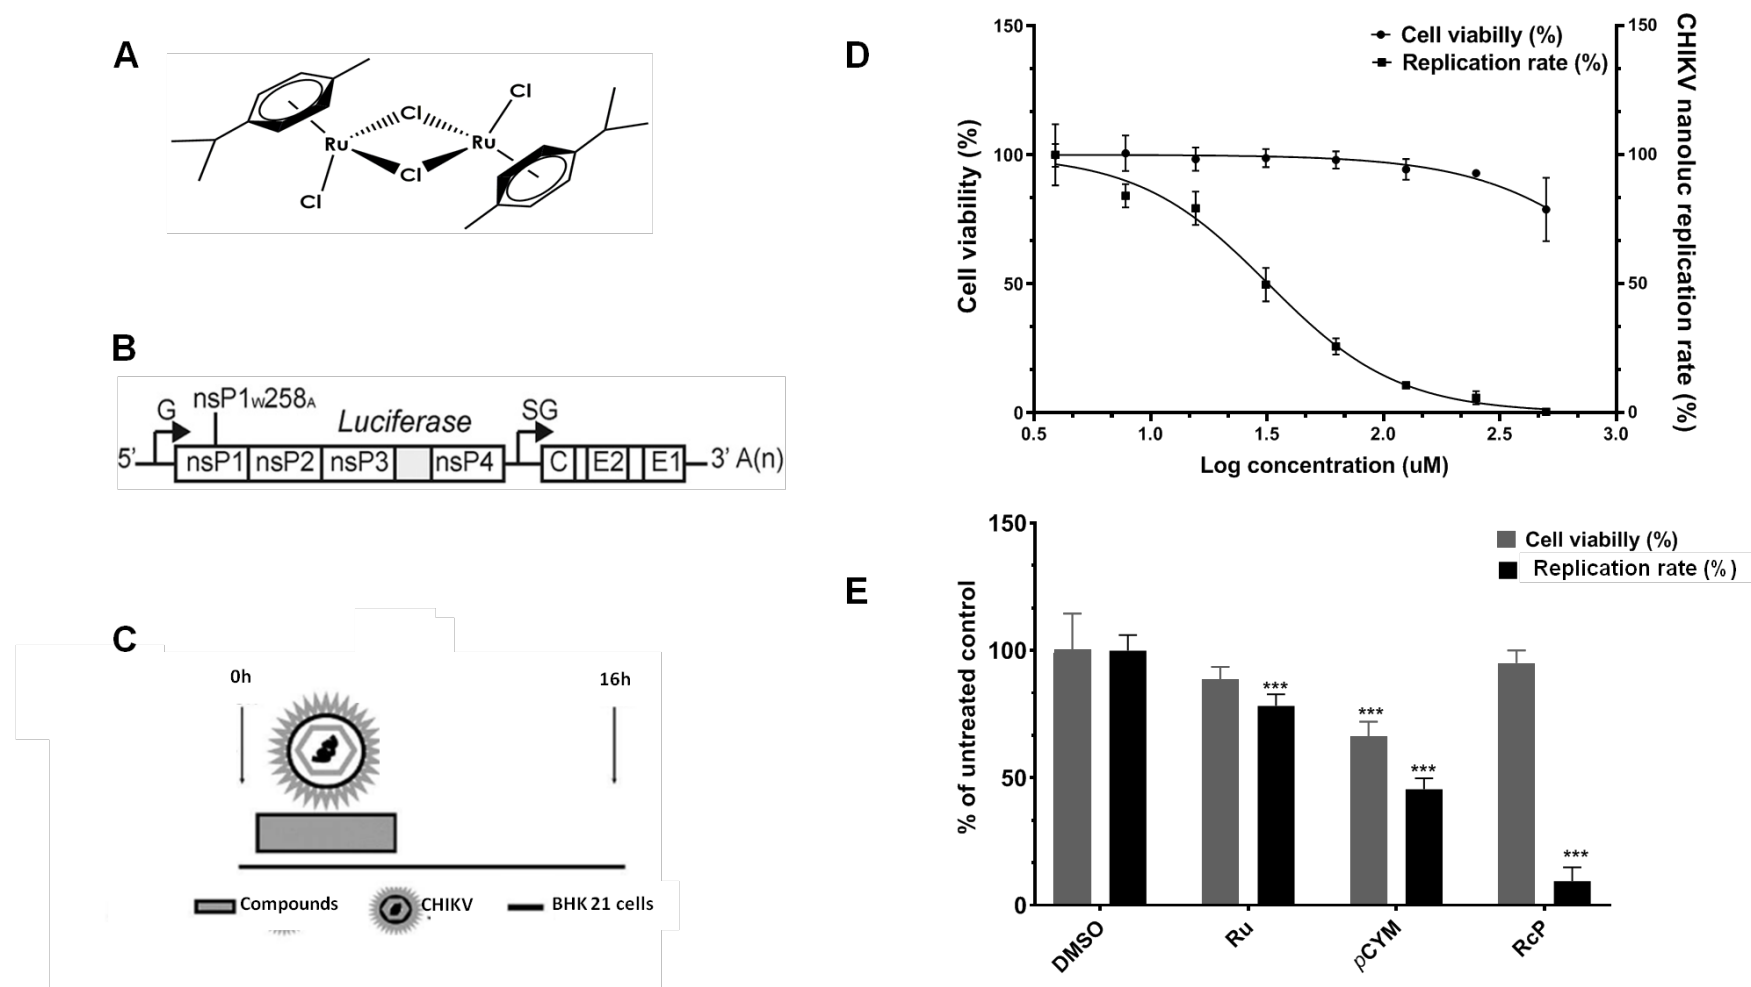 A
Cl
Cl
Ru
Ru
Cl
Cl
B
nsP1W258A
G
Luciferase
SG
5'
nsP1
nsP2
nsP3
nsP4
C
E2
E1
3' A(n)
C
0h
16h
Compounds
CHIKV
BHK 21 cells
D
Cell viabilly (%)
Replication rate (%)
Cell viability (%)
CHIKV nanoluc replication rate (%)
150
100
50
0
150
100
50
0
0.5
1.0
1.5
2.0
2.5
3.0
Log concentration (uM)
E
Cell viabilly (%)
Replication rate (%)
% of untreated control
150
100
50
0
***
***
***
***
DMSO
Ru
pCYM
RcP